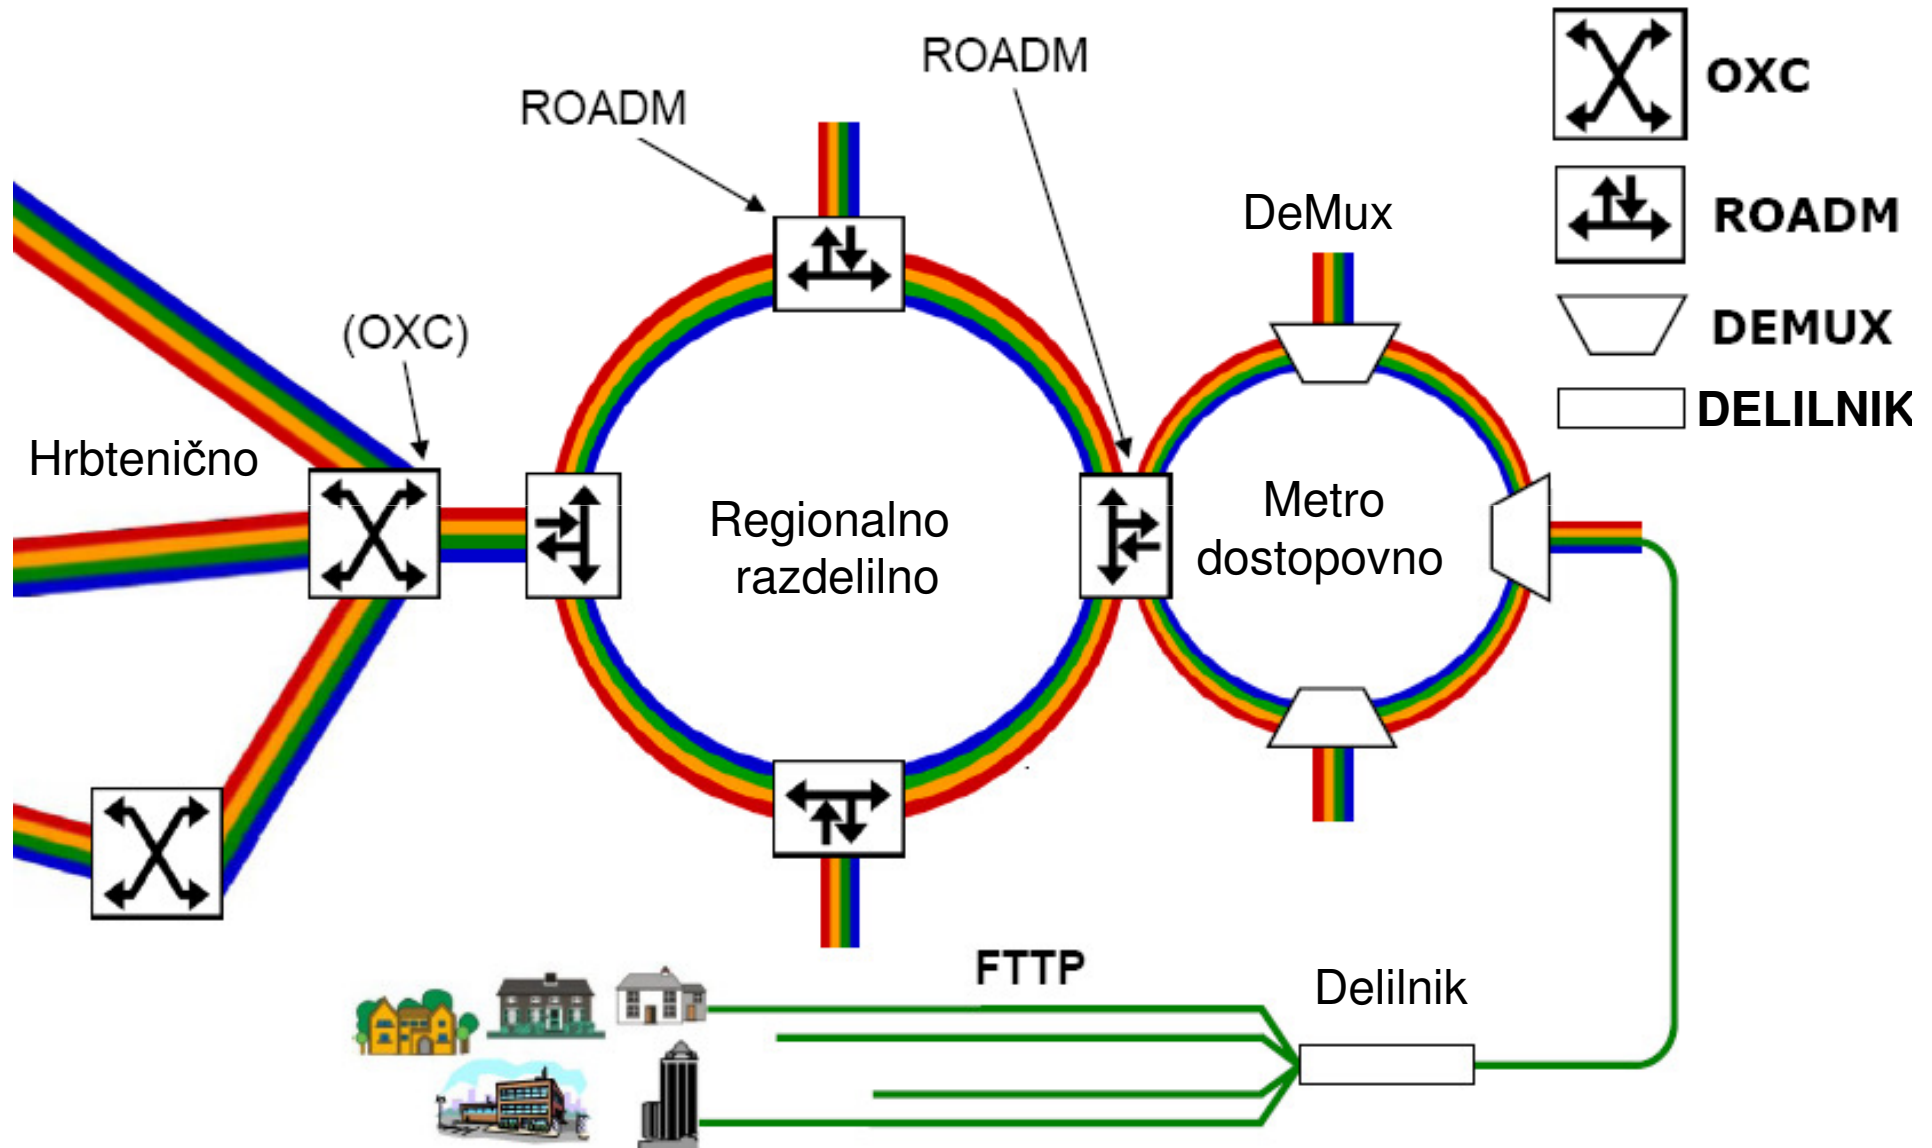 ROADM
ROADM
OXC
DeMux
ROADM
(OXC)
DEMUX
DELILNIK
Hrbtenično
Regionalno
razdelilno
Metro
dostopovno
FTTP
Delilnik